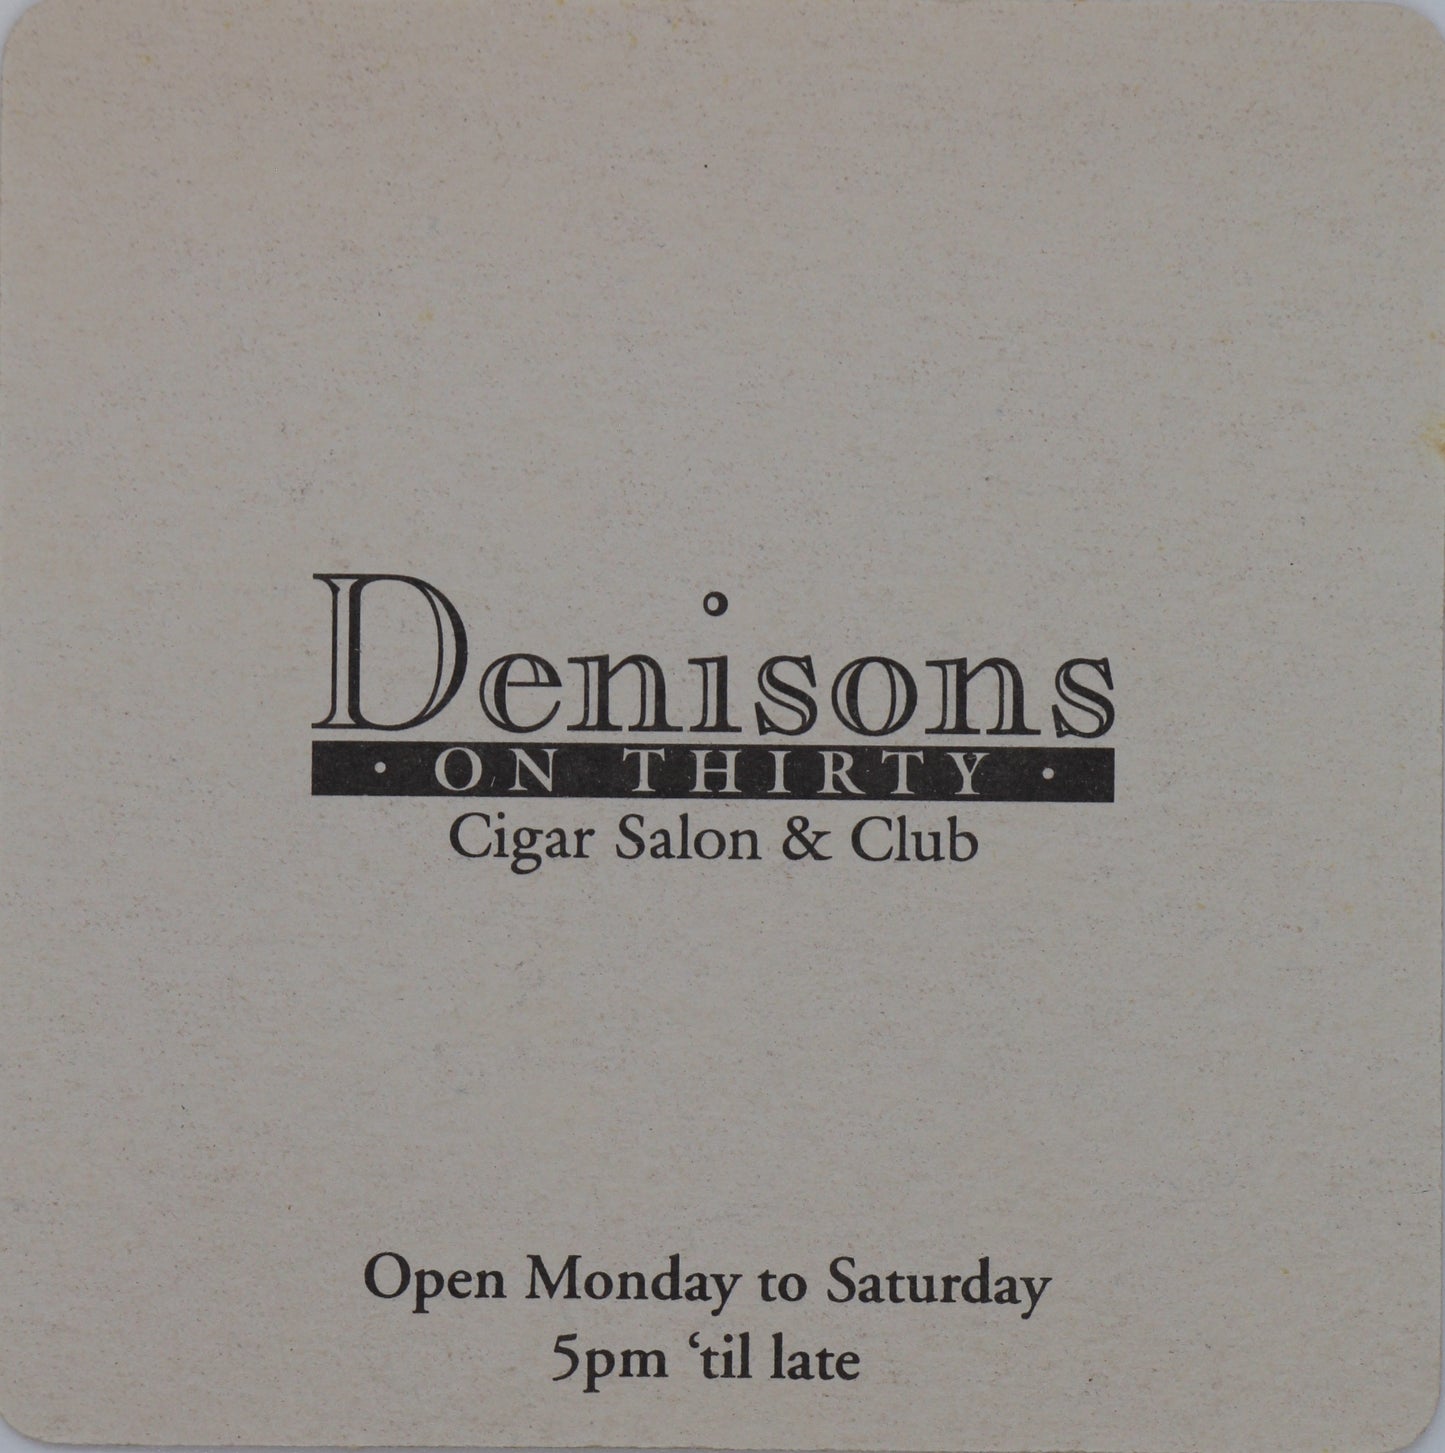 Denisons
· ON THIRTY ·
Cigar Salon & Club
Open Monday to Saturday
5pm ‘til late